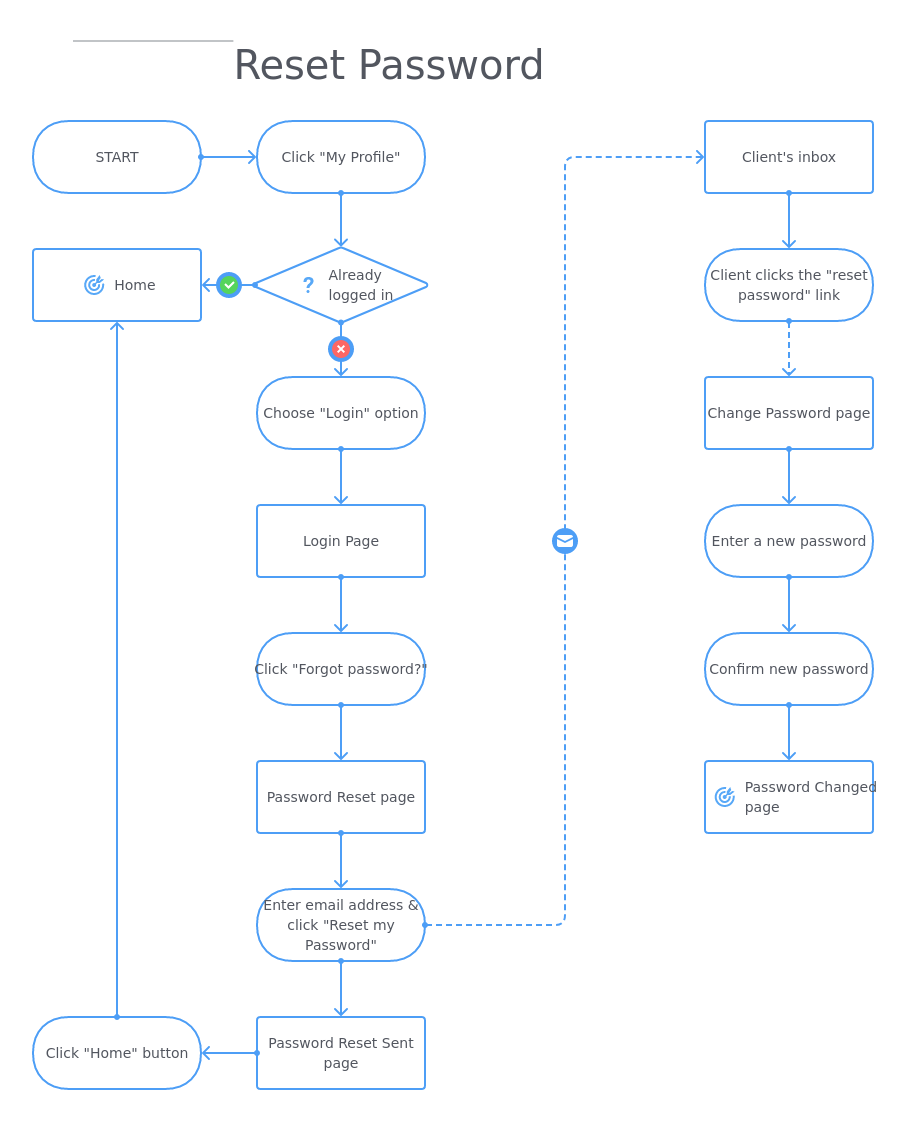 Reset Password
START
Click "My Profile"
Home
?
Already
logged in
Choose "Login" option
Login Page
Click "Forgot password?"
Password Reset page
Enter email address &
click "Reset my
Password"
Password Reset Sent
page
Click "Home" button
Client's inbox
Client clicks the "reset
password" link
Change Password page
Enter a new password
Confirm new password
Password Changed
page